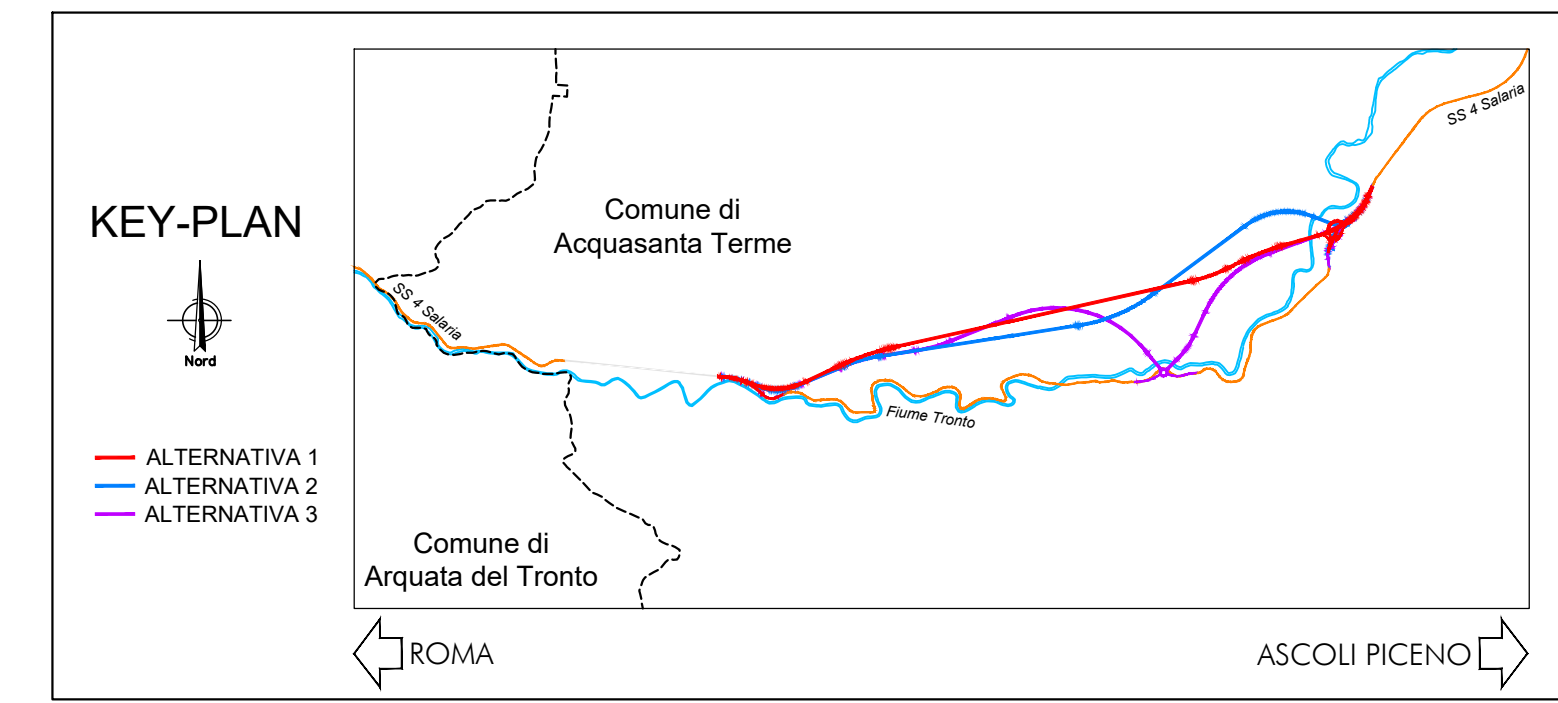 KEY-PLAN
Nord
ALTERNATIVA 1
ALTERNATIVA 2
ALTERNATIVA 3
Comune di
Acquasanta Terme
SS 4 Salaria
SS 4 Salaria
Fiume Tronto
Comune di
Arquata del Tronto
ROMA
ASCOLI PICENO